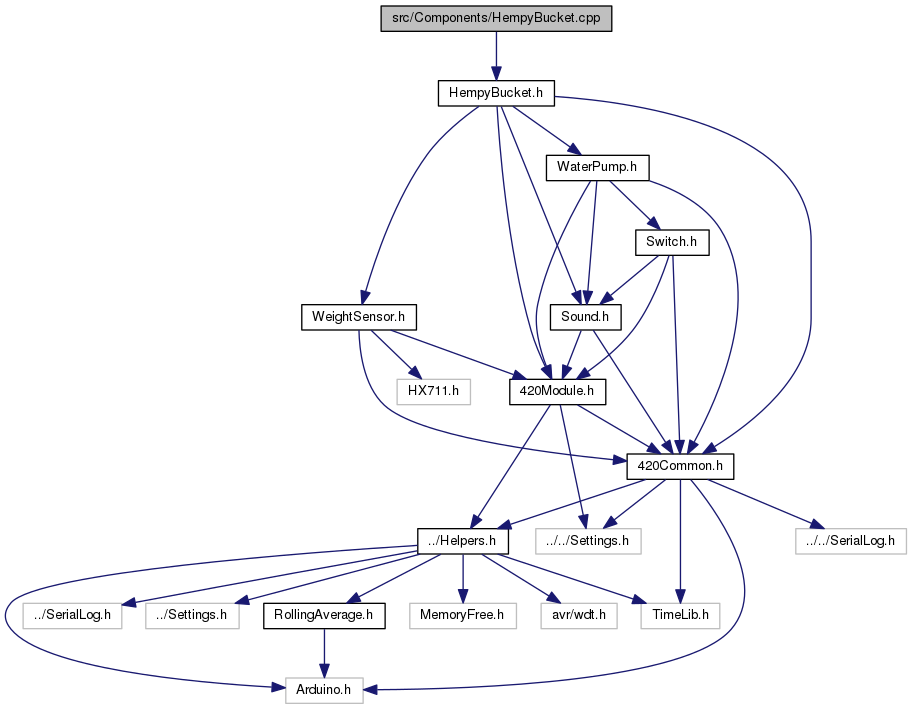 src/Components/HempyBucket.cpp
HempyBucket.h
WaterPump.h
Switch.h
WeightSensor.h
Sound.h
HX711.h
420Module.h
420Common.h
../Helpers.h
../../Settings.h
../../SerialLog.h
../SerialLog.h
../Settings.h
RollingAverage.h
MemoryFree.h
avr/wdt.h
TimeLib.h
Arduino.h